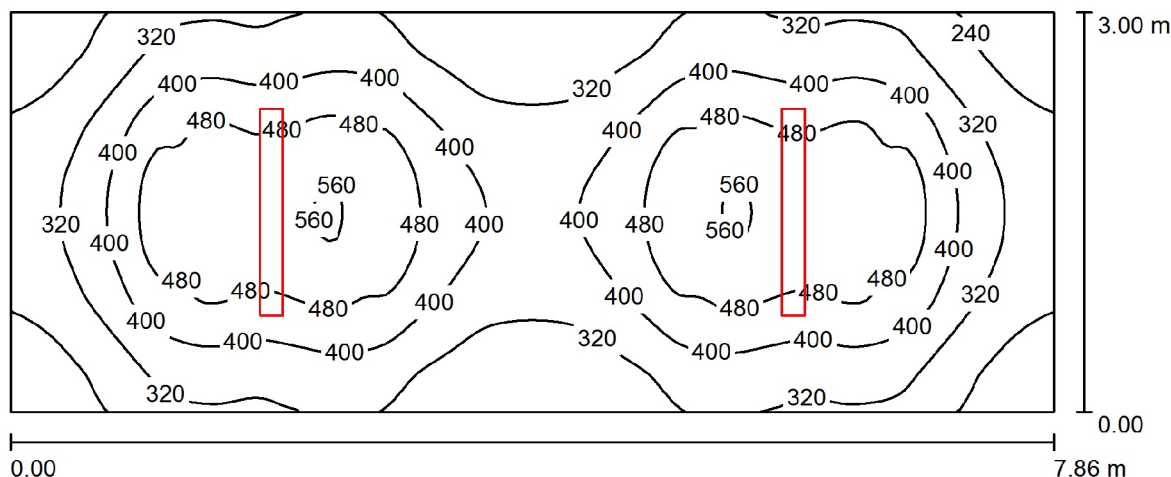 320 320 240 3.00 m
400 400 400 400 400 400 320
480 480 480 400 480 480 320
400 400 400
560 560
320 400 560 480 400 400 480 560 400
480 480 480 400 480 480 320
400 480 400 480 400
400 400 320 400 400
320 320 0.00
0.00 7.86 m